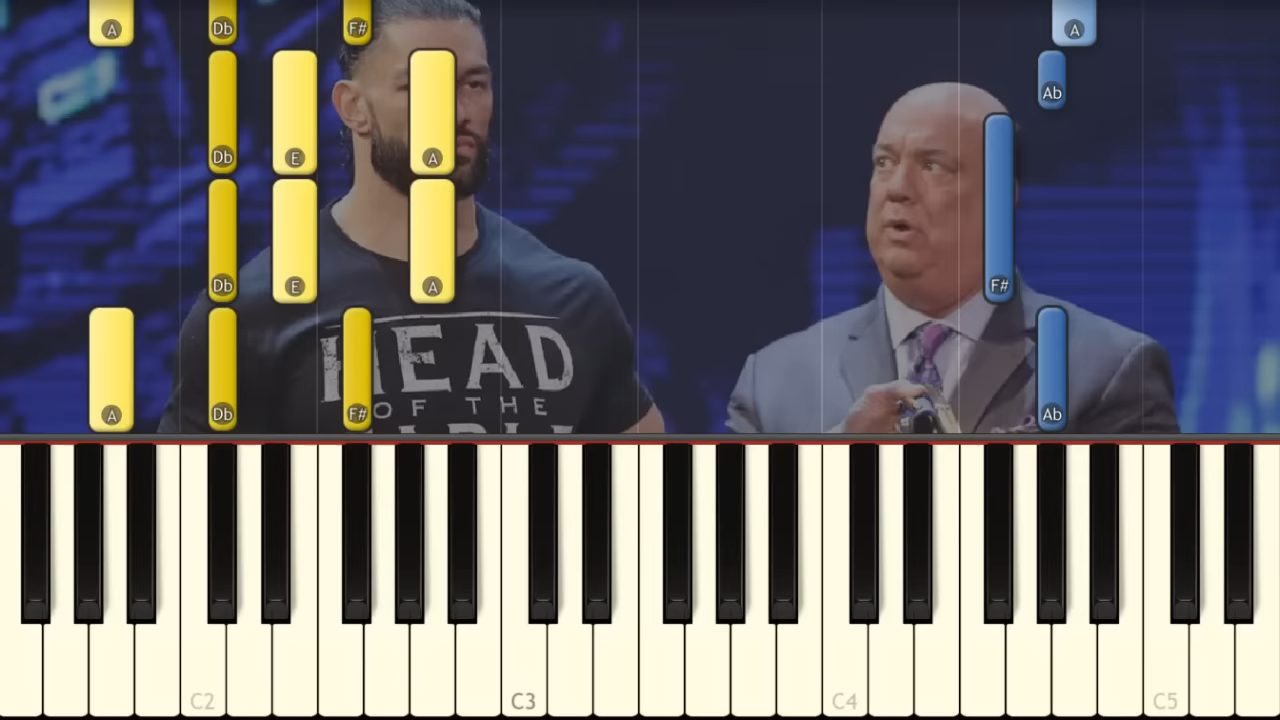 A Db F# A
Db E A Ab
Db E A F#
A Db F# Ab
HEAD
OF THE
C2 C3 C4 C5